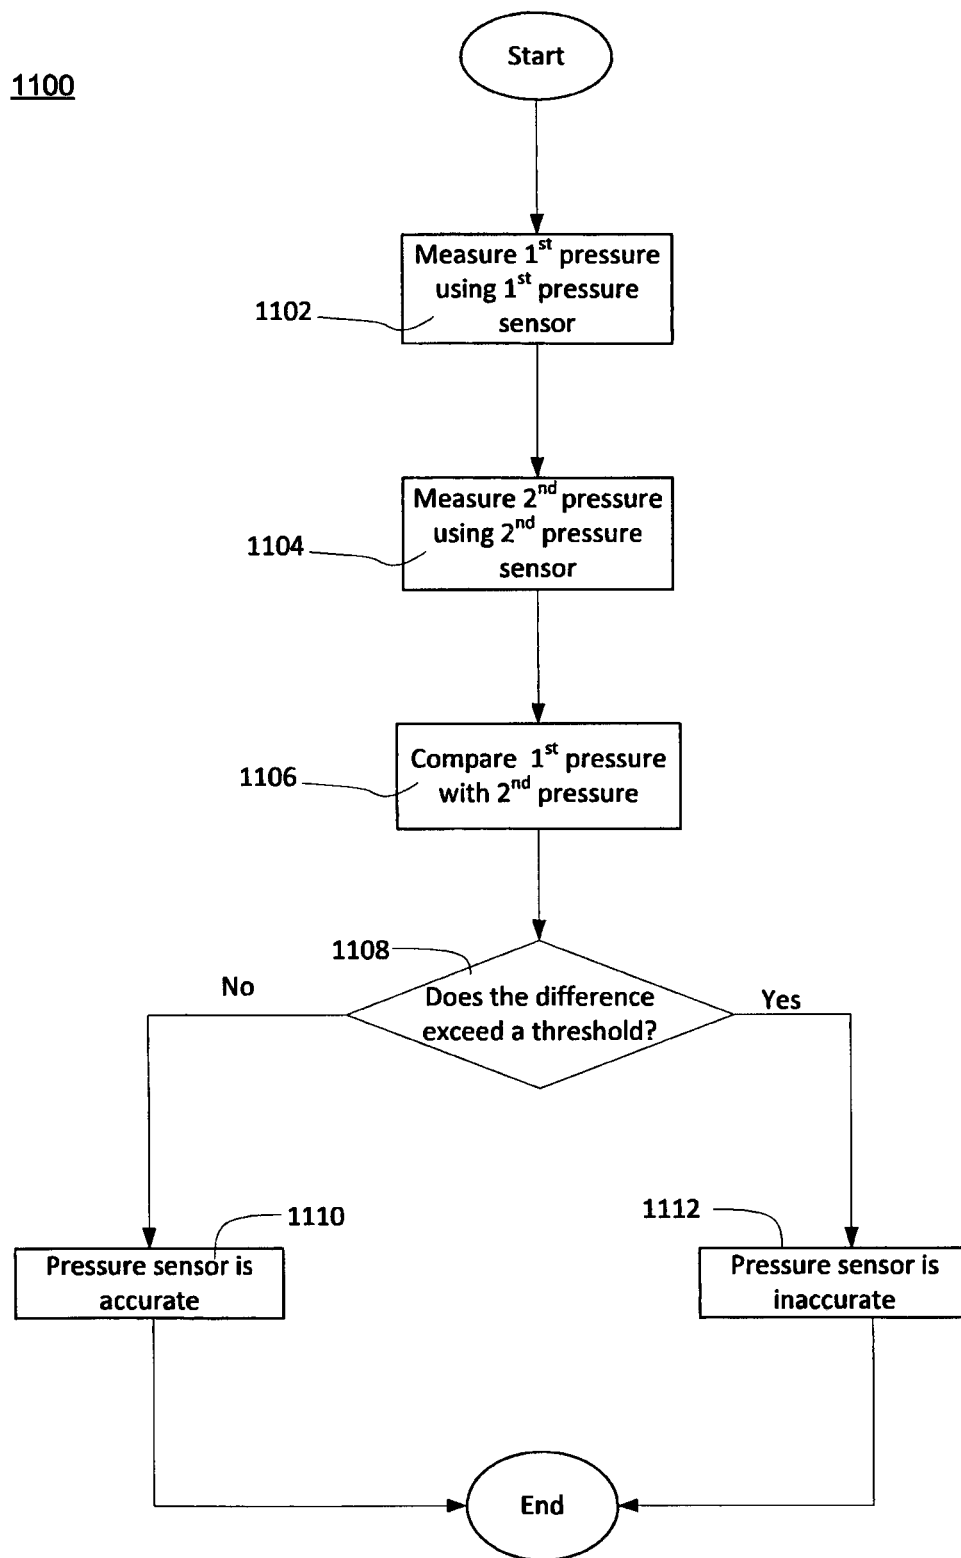 Start
1100
Measure 1st pressure
using 1st pressure
sensor
1102
Measure 2nd pressure
using 2nd pressure
sensor
1104
Compare 1st pressure
with 2nd pressure
1106
1108
Does the difference
exceed a threshold?
No
Yes
1110
Pressure sensor is
accurate
1112
Pressure sensor is
inaccurate
End